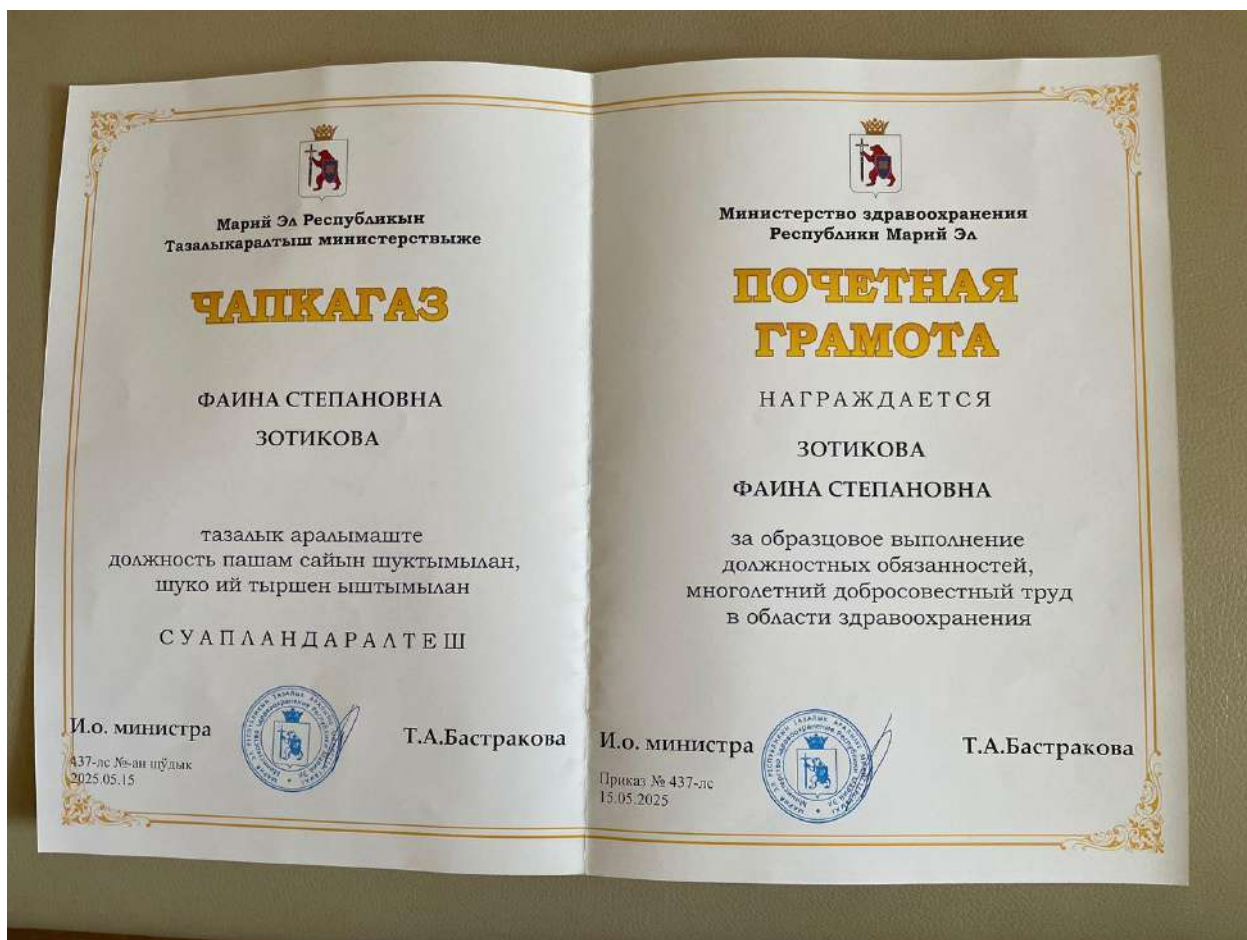 Марий Эл Республикын
Тазалыкаралтыш министерствыже
ЧАПКАГАЗ
ФАИНА СТЕПАНОВНА
ЗОТИКОВА
тазалык аралымаште
должность пашам сайын шуктымылан,
шуко ий тыршен ыштымылан
СУАПЛАНДАРАЛТЕШ
И.о. министра
Т.А.Бастракова
437-лс №-ан шӱдык
2025.05.15
Министерство здравоохранения
Республики Марий Эл
ПОЧЕТНАЯ
ГРАМОТА
НАГРАЖДАЕТСЯ
ЗОТИКОВА
ФАИНА СТЕПАНОВНА
за образцовое выполнение
должностных обязанностей,
многолетний добросовестный труд
в области здравоохранения
И.о. министра
Т.А.Бастракова
Приказ № 437-лс
15.05.2025